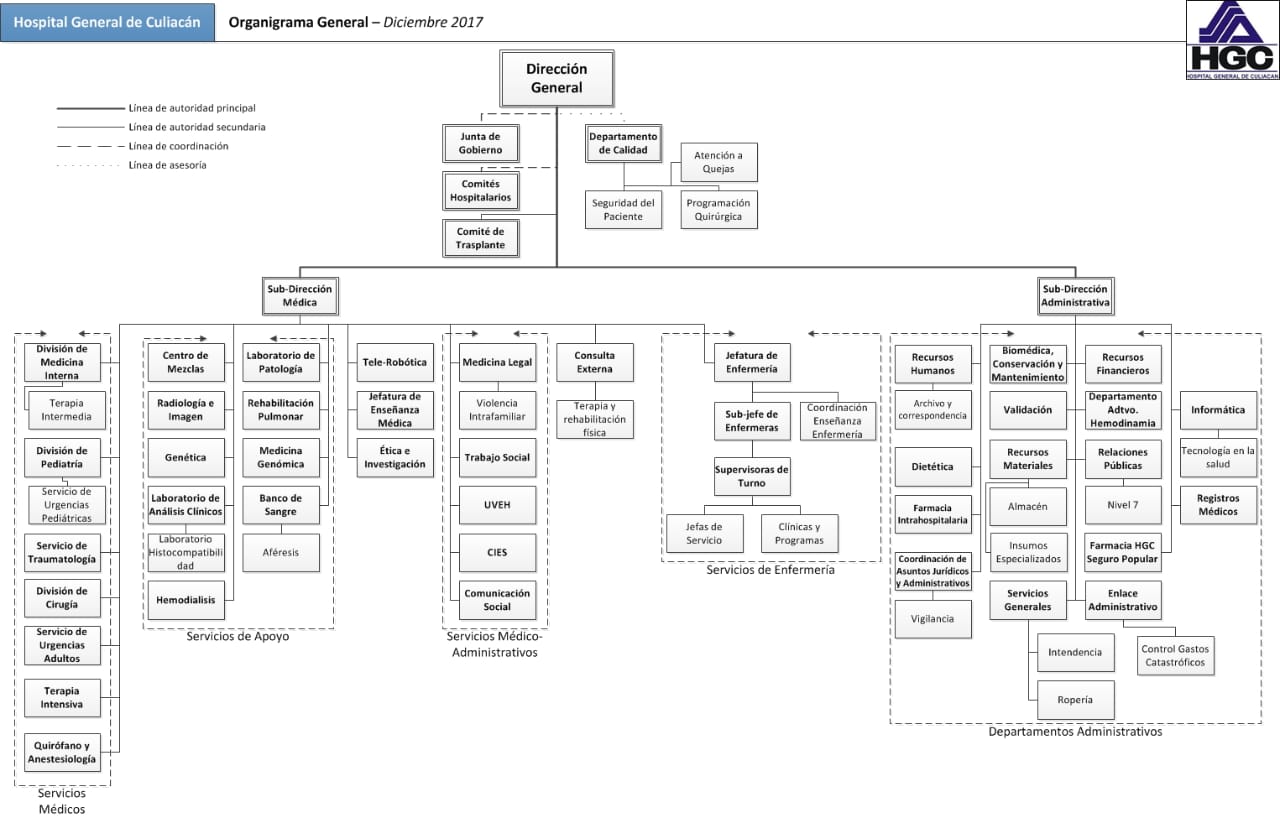 Hospital General de Culiacán
Organigrama General – Diciembre 2017
HGC
HOSPITAL GENERAL DE CULIACAN
Dirección
General
Línea de autoridad principal
Línea de autoridad secundaria
Línea de coordinación
Línea de asesoría
Junta de
Gobierno
Departamento
de Calidad
Atención a
Quejas
Comités
Hospitalarios
Seguridad del
Paciente
Programación
Quirúrgica
Comité de
Trasplante
Sub-Dirección
Médica
Sub-Dirección
Administrativa
División de
Medicina
Interna
Terapia
Intermedia
División de
Pediatría
Servicio de
Urgencias
Pediátricas
Servicio de
Traumatología
División de
Cirugía
Servicio de
Urgencias
Adultos
Terapia
Intensiva
Quirófano y
Anestesiología
Servicios
Médicos
Centro de
Mezclas
Radiología e
Imagen
Genética
Laboratorio de
Análisis Clínicos
Laboratorio
Histocompatibili
dad
Hemodialisis
Laboratorio de
Patología
Rehabilitación
Pulmonar
Medicina
Genómica
Banco de
Sangre
Aféresis
Servicios de Apoyo
Tele-Robótica
Jefatura de
Enseñanza
Médica
Ética e
Investigación
Medicina Legal
Violencia
Intrafamiliar
Trabajo Social
UVEH
CIES
Comunicación
Social
Servicios Médico-
Administrativos
Consulta
Externa
Terapia y
rehabilitación
física
Jefatura de
Enfermería
Sub-jefe de
Enfermeras
Coordinación
Enseñanza
Enfermería
Supervisoras de
Turno
Jefas de
Servicio
Clínicas y
Programas
Servicios de Enfermería
Recursos
Humanos
Archivo y
correspondencia
Dietética
Farmacia
Intrahospitalaria
Coordinación de
Asuntos Jurídicos
y Administrativos
Vigilancia
Biomédica,
Conservación y
Mantenimiento
Validación
Recursos
Materiales
Almacén
Insumos
Especializados
Servicios
Generales
Intendencia
Ropería
Recursos
Financieros
Departamento
Adtvo.
Hemodinamia
Relaciones
Públicas
Nivel 7
Farmacia HGC
Seguro Popular
Enlace
Administrativo
Control Gastos
Catastróficos
Informática
Tecnología en la
salud
Registros
Médicos
Departamentos Administrativos